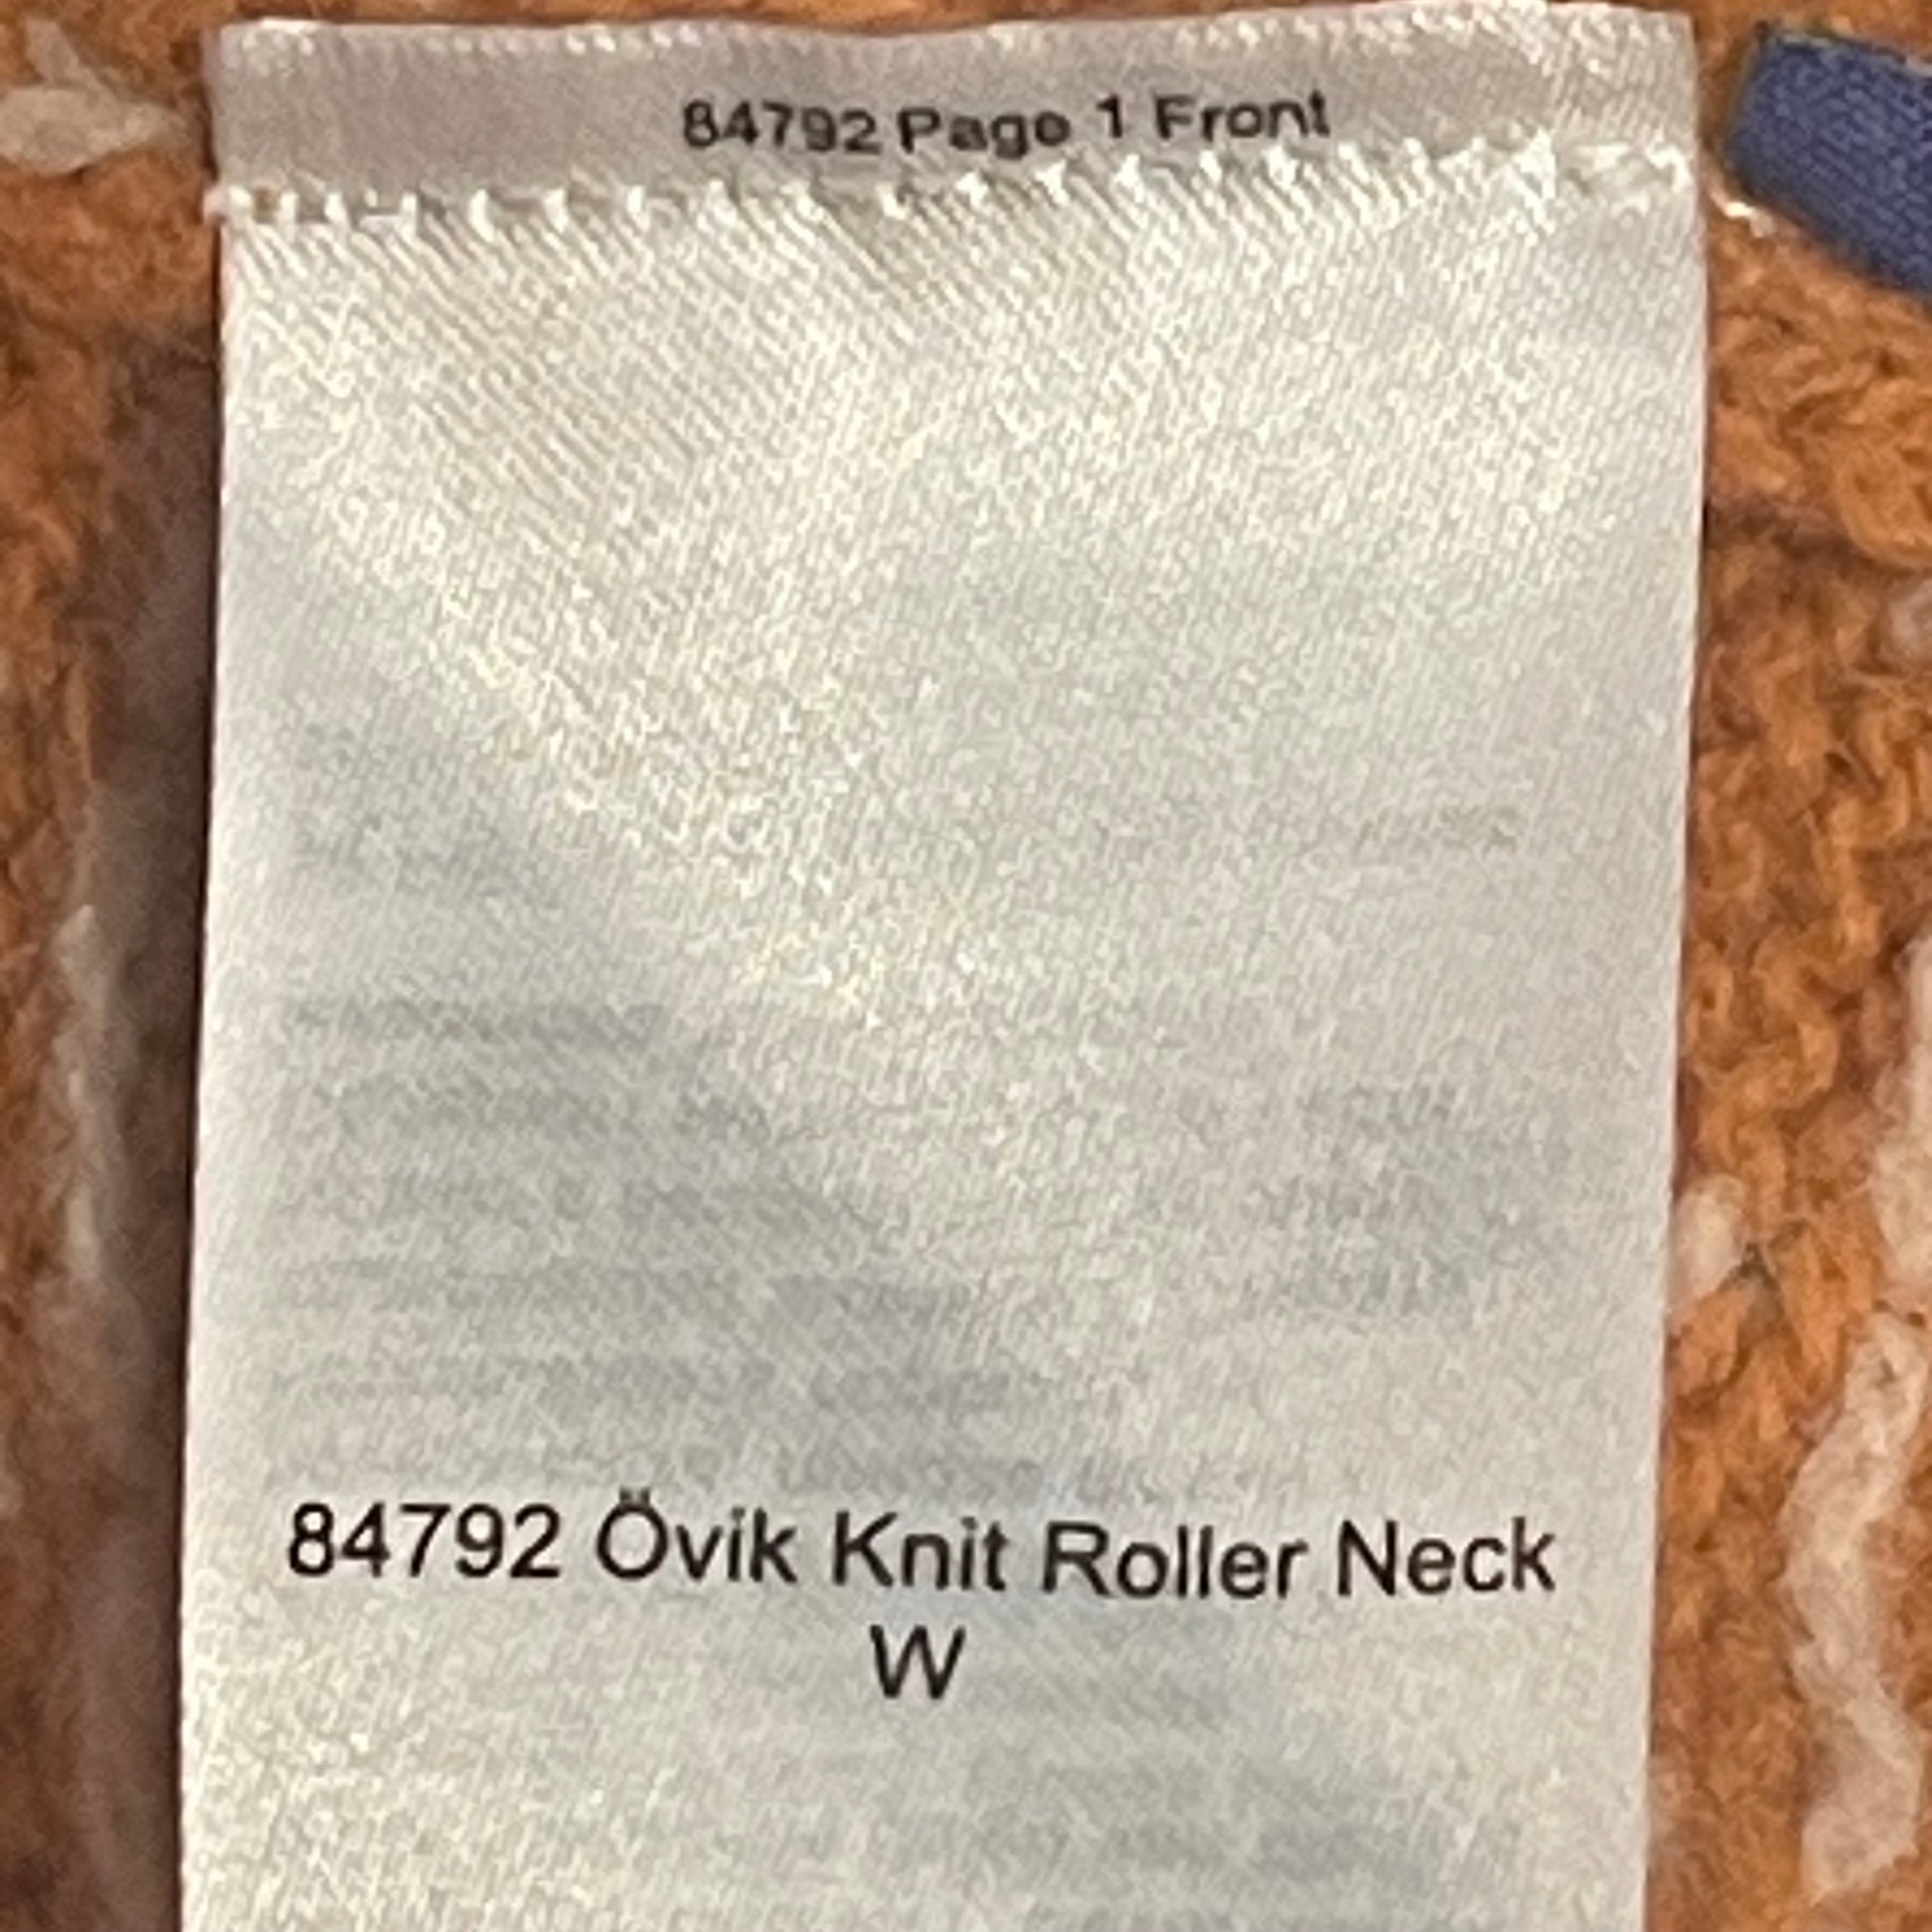 84792 Page 1 Front
84792 Övik Knit Roller Neck
W